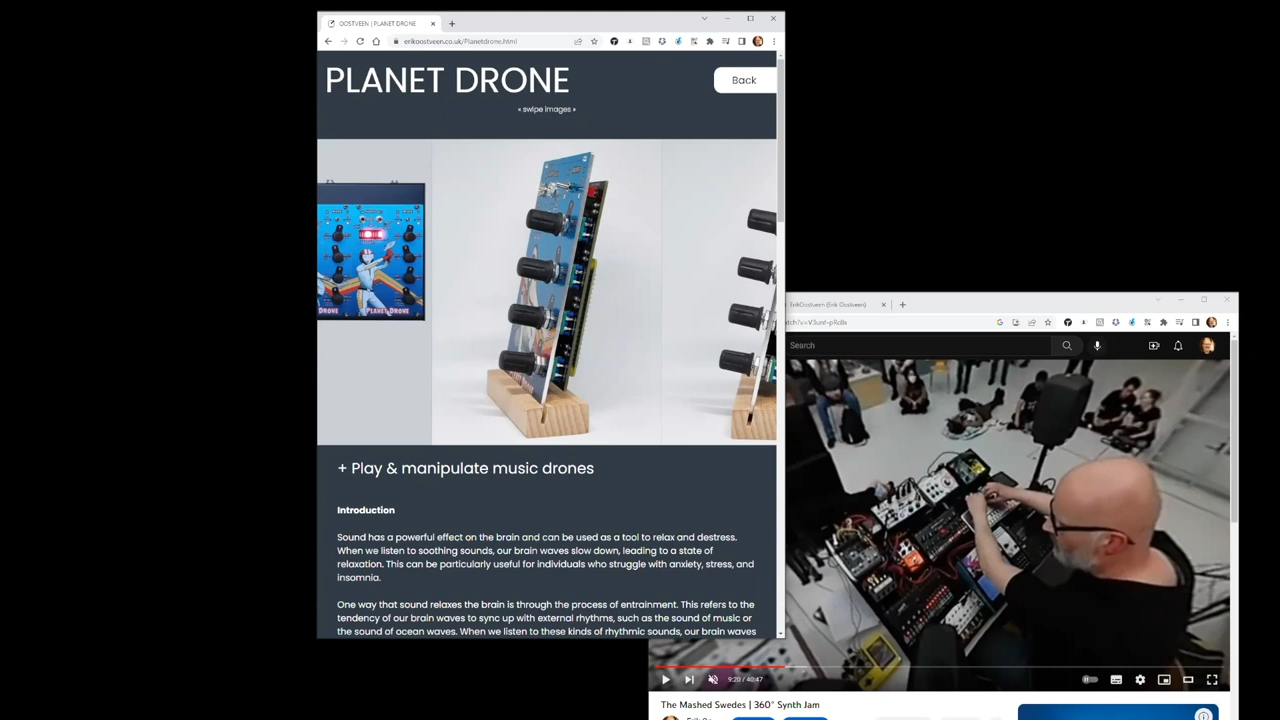 OOSTVEEN | PLANET DRONE
erikoostveen.co.uk/Planetdrone.html
PLANET DRONE
Back
« swipe images »
DRONE
PLANET DRONE
+ Play & manipulate music drones
Introduction
Sound has a powerful effect on the brain and can be used as a tool to relax and destress.
When we listen to soothing sounds, our brain waves slow down, leading to a state of
relaxation. This can be particularly useful for individuals who struggle with anxiety, stress, and
insomnia.
One way that sound relaxes the brain is through the process of entrainment. This refers to the
tendency of our brain waves to sync up with external rhythms, such as the sound of music or
the sound of ocean waves. When we listen to these kinds of rhythmic sounds, our brain waves
ErikOostveen (Erik Oostveen)
Search
9:20 / 40:47
The Mashed Swedes | 360° Synth Jam